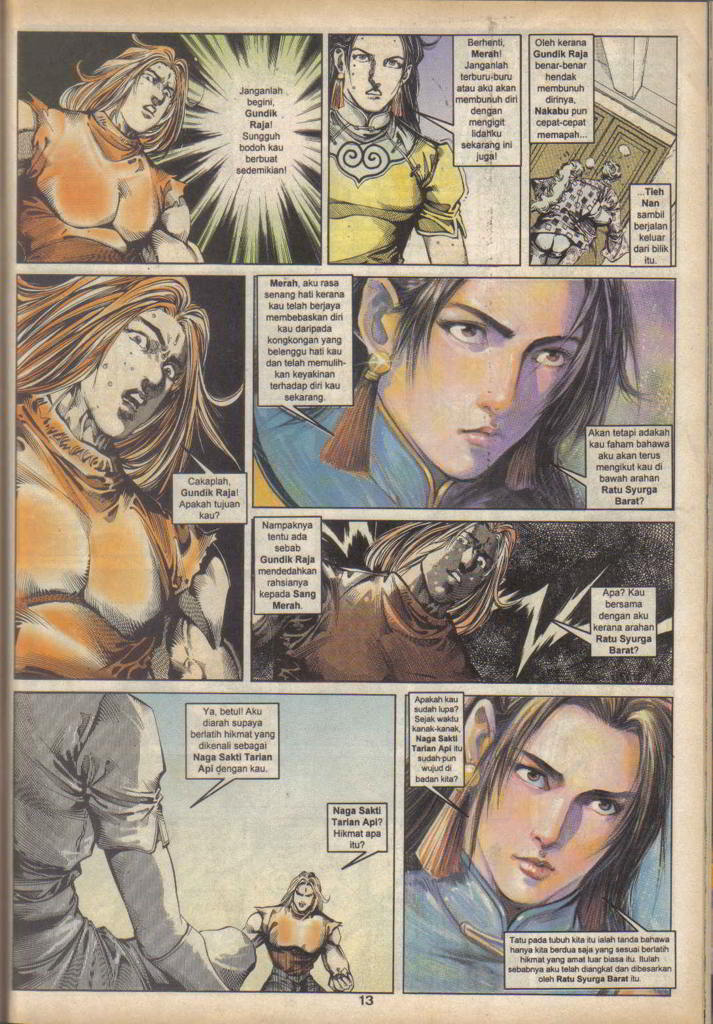 Janganlah
begini,
Gundik
Raja!
Sungguh
bodoh kau
berbuat
sedemikian!
Berhenti,
Merah!
Janganlah
terburu-buru
atau aku akan
membunuh diri
dengan
mengigit
lidahku
sekarang ini
juga!
Oleh kerana
Gundik Raja
benar-benar
hendak
membunuh
dirinya,
Nakabu pun
cepat-cepat
memapah...
...Tieh
Nan
sambil
berjalan
keluar
dari bilik
itu.
Cakaplah,
Gundik Raja!
Apakah tujuan
kau?
Merah, aku rasa
senang hati kerana
kau telah berjaya
membebaskan diri
kau daripada
kongkongan yang
belenggu hati kau
dan telah memulih-
kan keyakinan
terhadap diri kau
sekarang.
Akan tetapi adakah
kau faham bahawa
aku akan terus
mengikut kau di
bawah arahan
Ratu Syurga
Barat?
Nampaknya
tentu ada
sebab
Gundik Raja
mendedahkan
rahsianya
kepada Sang
Merah.
Apa? Kau
bersama
dengan aku
kerana arahan
Ratu Syurga
Barat?
Ya, betul! Aku
diarah supaya
berlatih hikmat yang
dikenali sebagai
Naga Sakti Tarian
Api dengan kau.
Naga Sakti
Tarian Api?
Hikmat apa
itu?
Apakah kau
sudah lupa?
Sejak waktu
kanak-kanak,
Naga Sakti
Tarian Api itu
sudah-pun
wujud di
badan kita?
Tatu pada tubuh kita itu ialah tanda bahawa
hanya kita berdua saja yang sesuai berlatih
hikmat yang amat luar biasa itu. Itulah
sebabnya aku telah diangkat dan dibesarkan
oleh Ratu Syurga Barat itu.
13